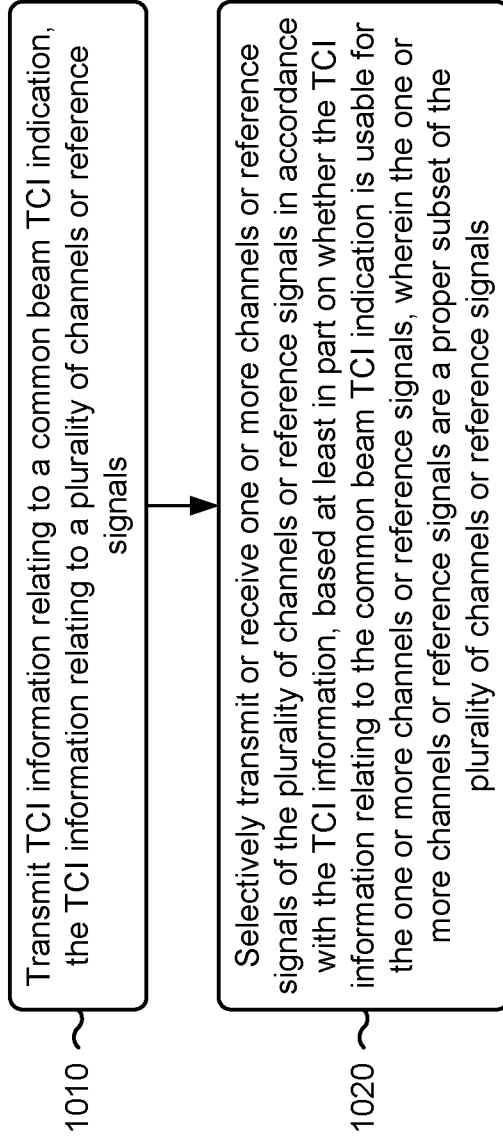 1010
Transmit TCI information relating to a common beam TCI indication,
the TCI information relating to a plurality of channels or reference
signals
1020
Selectively transmit or receive one or more channels or reference
signals of the plurality of channels or reference signals in accordance
with the TCI information, based at least in part on whether the TCI
information relating to the common beam TCI indication is usable for
the one or more channels or reference signals, wherein the one or
more channels or reference signals are a proper subset of the
plurality of channels or reference signals